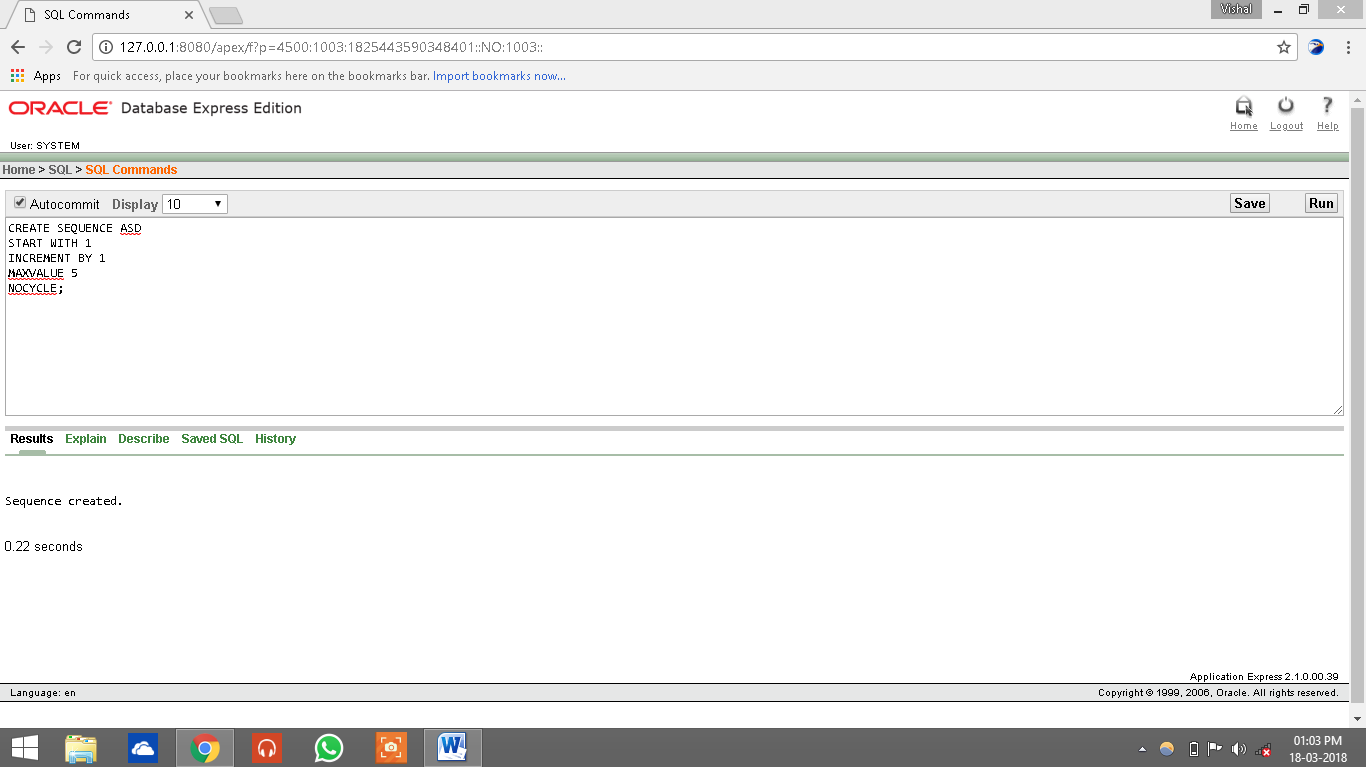 SQL Commands
Vishal
127.0.0.1:8080/apex/f?p=4500:1003:1825443590348401::NO:1003::
Apps For quick access, place your bookmarks here on the bookmarks bar. Import bookmarks now...
ORACLE Database Express Edition
Home Logout Help
User: SYSTEM
Home > SQL > SQL Commands
Autocommit Display 10 Save Run
CREATE SEQUENCE ASD
START WITH 1
INCREMENT BY 1
MAXVALUE 5
NOCYCLE;
Results Explain Describe Saved SQL History
Sequence created.
0.22 seconds
Application Express 2.1.0.00.39
Language: en Copyright © 1999, 2006, Oracle. All rights reserved.
01:03 PM
18-03-2018